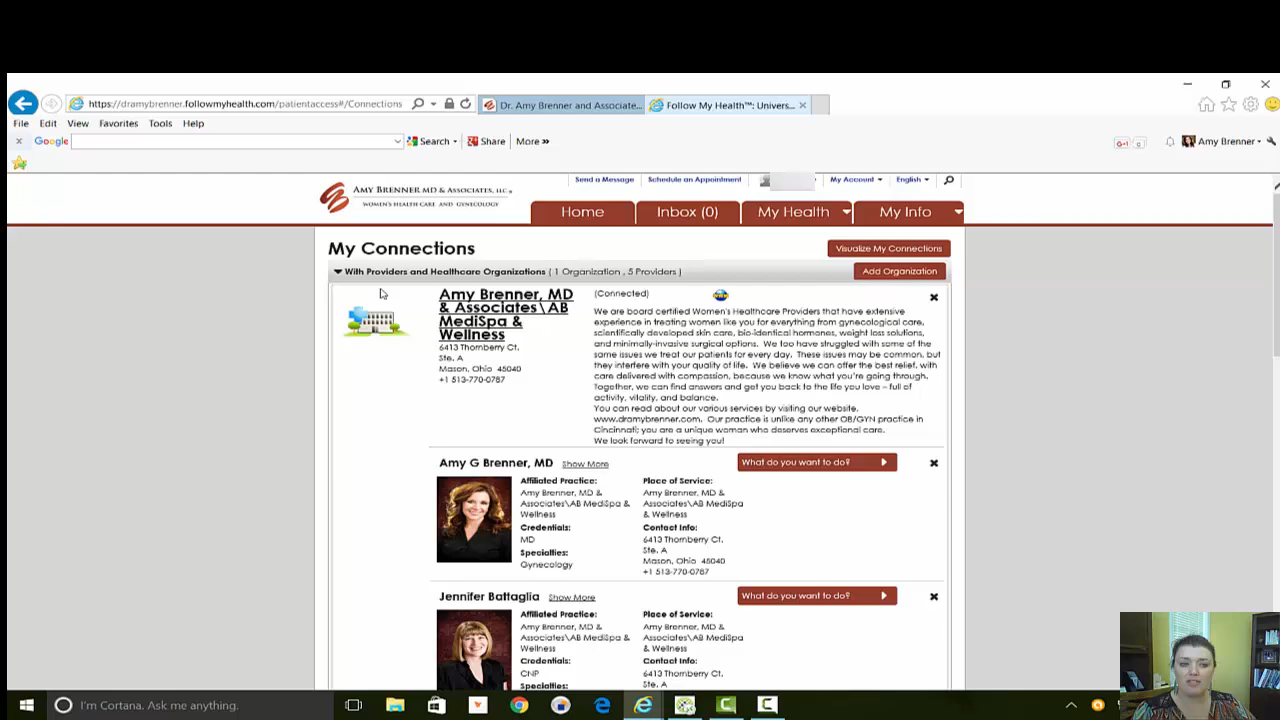 https://dramybrenner.followmyhealth.com/patientaccess#/Connections
Dr. Amy Brenner and Associate...
Follow My Health™: Univers...
File Edit View Favorites Tools Help
Google Search Share More »
Amy Brenner
AMY BRENNER MD & ASSOCIATES, LLC
WOMEN'S HEALTH CARE AND GYNECOLOGY
Send a Message Schedule an Appointment My Account English
Home Inbox (0) My Health My Info
My Connections
Visualize My Connections
With Providers and Healthcare Organizations ( 1 Organization , 5 Providers )
Add Organization
Amy Brenner, MD
& Associates\AB
MediSpa &
Wellness
6413 Thornberry Ct.
Ste. A
Mason, Ohio 45040
+1 513-770-0787
(Connected)
We are board certified Women's Healthcare Providers that have extensive
experience in treating women like you for everything from gynecological care,
scientifically developed skin care, bio-identical hormones, weight loss solutions,
and minimally-invasive surgical options. We too have struggled with some of the
same issues we treat our patients for every day. These issues may be common, but
they interfere with your quality of life. We believe we can offer the best relief, with
care delivered with compassion, because we know what you're going through.
Together, we can find answers and get you back to the life you love – full of
activity, vitality, and balance.
You can read about our various services by visiting our website,
www.dramybrenner.com. Our practice is unlike any other OB/GYN practice in
Cincinnati; you are a unique woman who deserves exceptional care.
We look forward to seeing you!
Amy G Brenner, MD Show More
What do you want to do?
Affiliated Practice:
Amy Brenner, MD &
Associates\AB MediSpa &
Wellness
Credentials:
MD
Specialties:
Gynecology
Place of Service:
Amy Brenner, MD &
Associates\AB MediSpa
& Wellness
Contact Info:
6413 Thornberry Ct.
Ste. A
Mason, Ohio 45040
+1 513-770-0787
Jennifer Battaglia Show More
What do you want to do?
Affiliated Practice:
Amy Brenner, MD &
Associates\AB MediSpa &
Wellness
Credentials:
CNP
Specialties:
Place of Service:
Amy Brenner, MD &
Associates\AB MediSpa
& Wellness
Contact Info:
6413 Thornberry Ct.
Ste. A
I'm Cortana. Ask me anything.